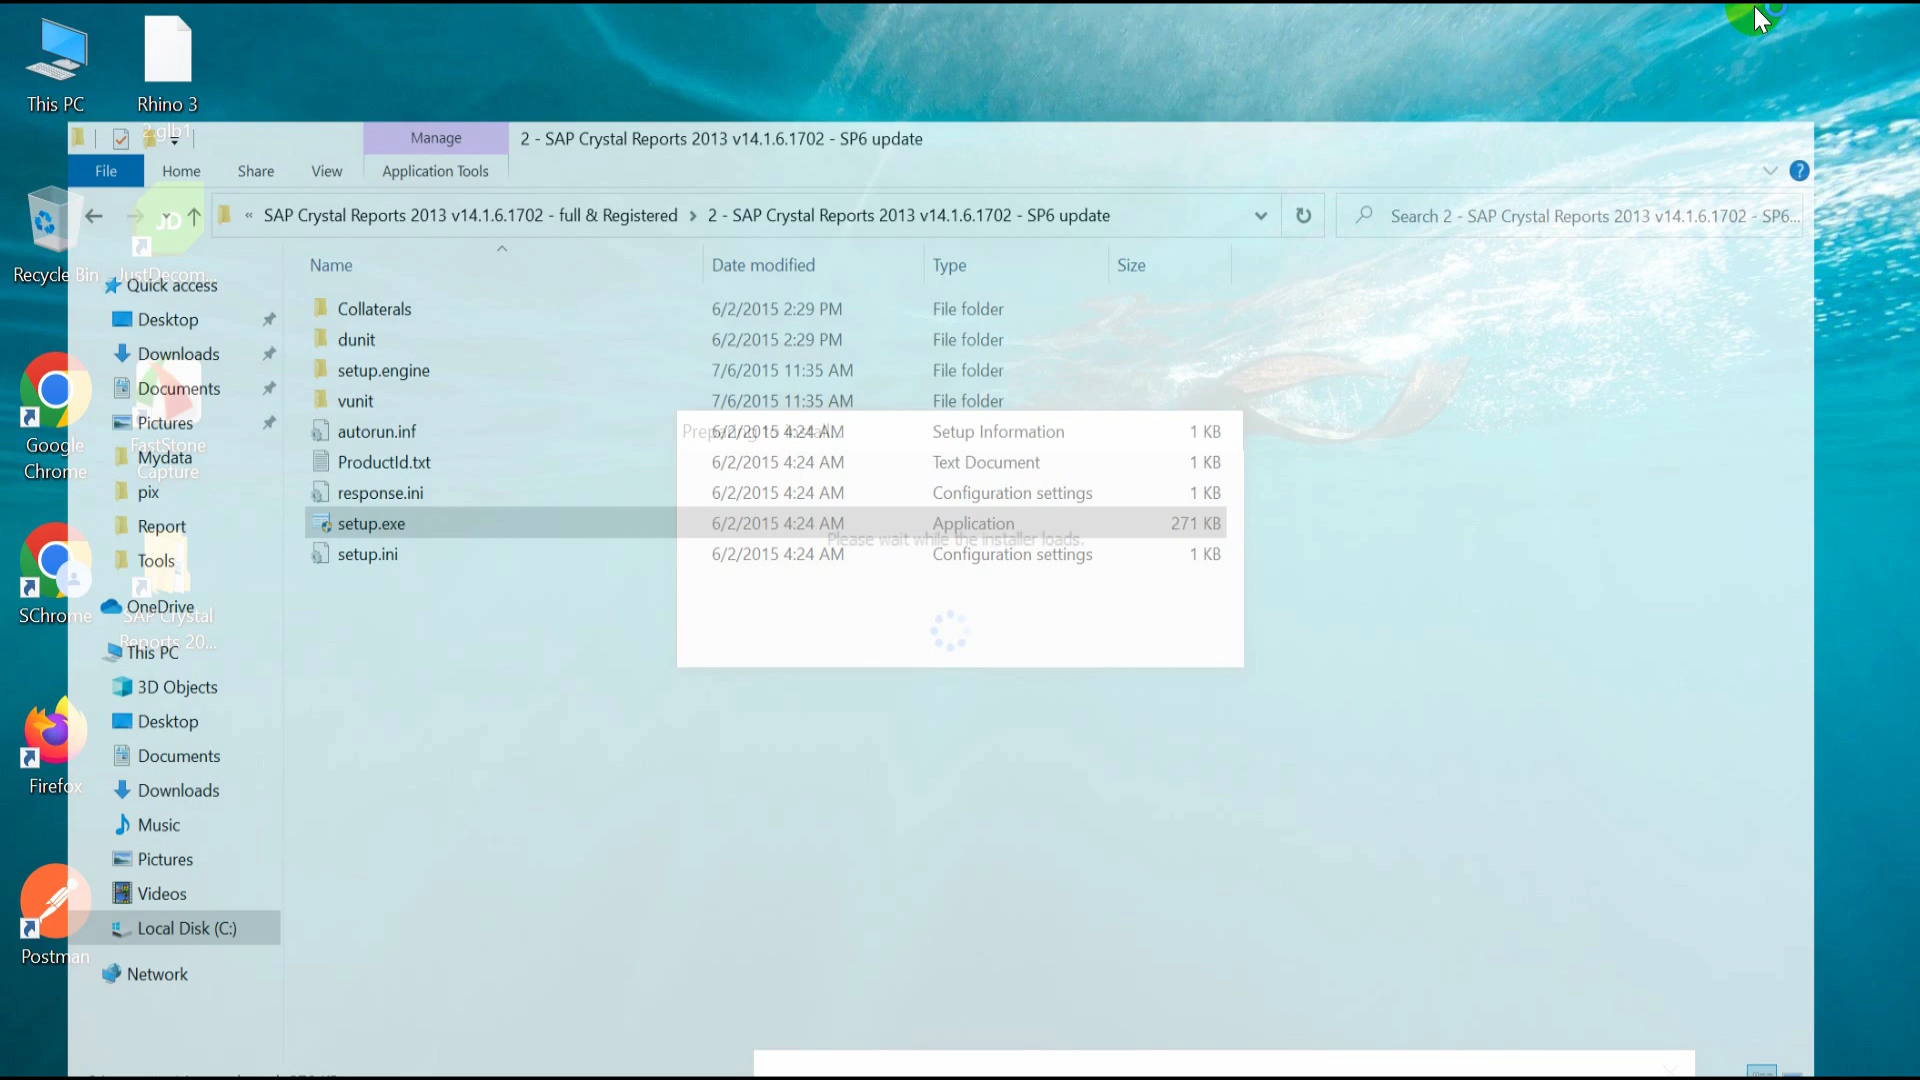 This PC
Rhino 3
2.glb1
Manage
2 - SAP Crystal Reports 2013 v14.1.6.1702 - SP6 update
File
Home
Share
View
Application Tools
« SAP Crystal Reports 2013 v14.1.6.1702 - full & Registered > 2 - SAP Crystal Reports 2013 v14.1.6.1702 - SP6 update
Search 2 - SAP Crystal Reports 2013 v14.1.6.1702 - SP6...
Recycle Bin
JustDecom...
Name
Date modified
Type
Size
Collaterals 6/2/2015 2:29 PM File folder
dunit 6/2/2015 2:29 PM File folder
setup.engine 7/6/2015 11:35 AM File folder
vunit 7/6/2015 11:35 AM File folder
autorun.inf 6/2/2015 4:24 AM Setup Information 1 KB
ProductId.txt 6/2/2015 4:24 AM Text Document 1 KB
response.ini 6/2/2015 4:24 AM Configuration settings 1 KB
setup.exe 6/2/2015 4:24 AM Application 271 KB
setup.ini 6/2/2015 4:24 AM Configuration settings 1 KB
Please wait while the installer loads.
Quick access
Desktop
Downloads
Documents
Pictures
Mydata
pix
Report
Tools
OneDrive
This PC
3D Objects
Desktop
Documents
Downloads
Music
Pictures
Videos
Local Disk (C:)
Network
Google
Chrome
FastStone
Capture
SChrome
SAP Crystal
Reports 20...
Firefox
Postman
JD